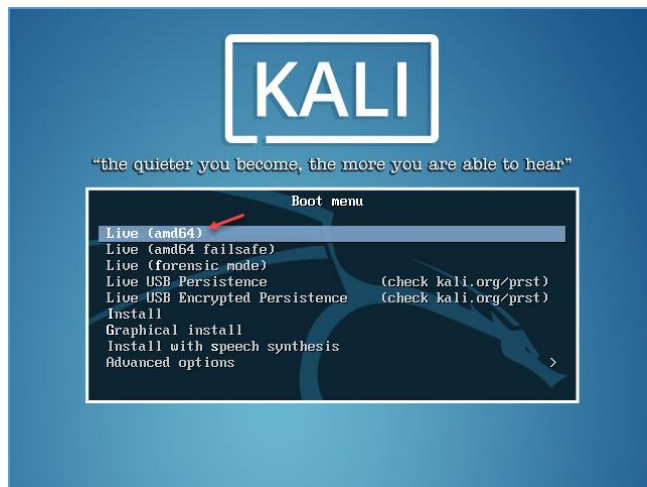 KALI
“the quieter you become, the more you are able to hear”
Boot menu
Live (amd64)
Live (amd64 failsafe)
Live (forensic mode)
Live USB Persistence (check kali.org/prst)
Live USB Encrypted Persistence (check kali.org/prst)
Install
Graphical install
Install with speech synthesis
Advanced options >